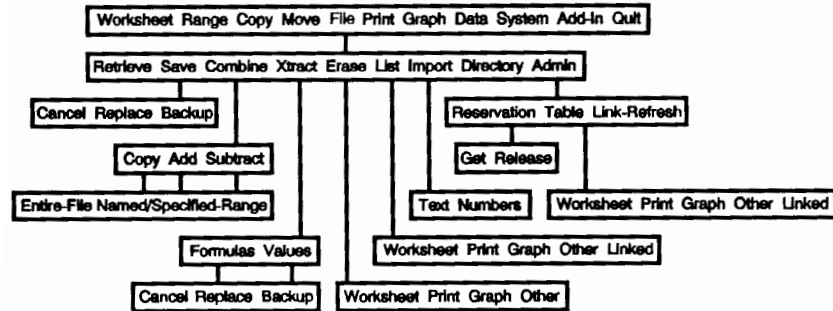 Worksheet Range Copy Move File Print Graph Data System Add-In Quit
Retrieve Save Combine Xtract Erase List Import Directory Admin
Cancel Replace Backup
Reservation Table Link-Refresh
Copy Add Subtract
Get Release
Entire-File Named/Specified-Range
Text Numbers
Worksheet Print Graph Other Linked
Formulas Values
Worksheet Print Graph Other Linked
Cancel Replace Backup
Worksheet Print Graph Other